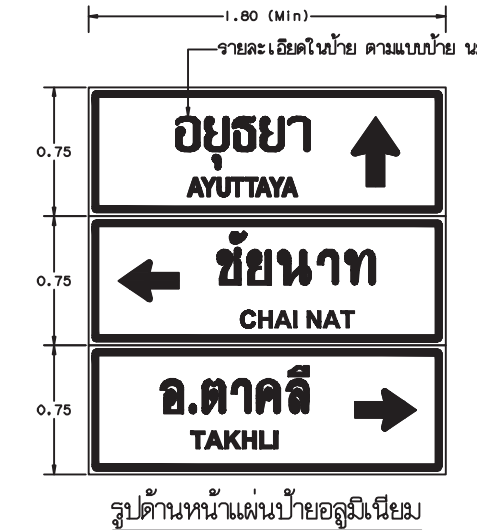 1.80 (Min)
รายละเอียดในป้าย ตามแบบป้าย
0.75
อยุธยา
AYUTTAYA
0.75
ชัยนาท
CHAI NAT
0.75
อ.ตาคลี
TAKHLI
รูปด้านหน้าแผ่นป้ายอลูมิเนียม